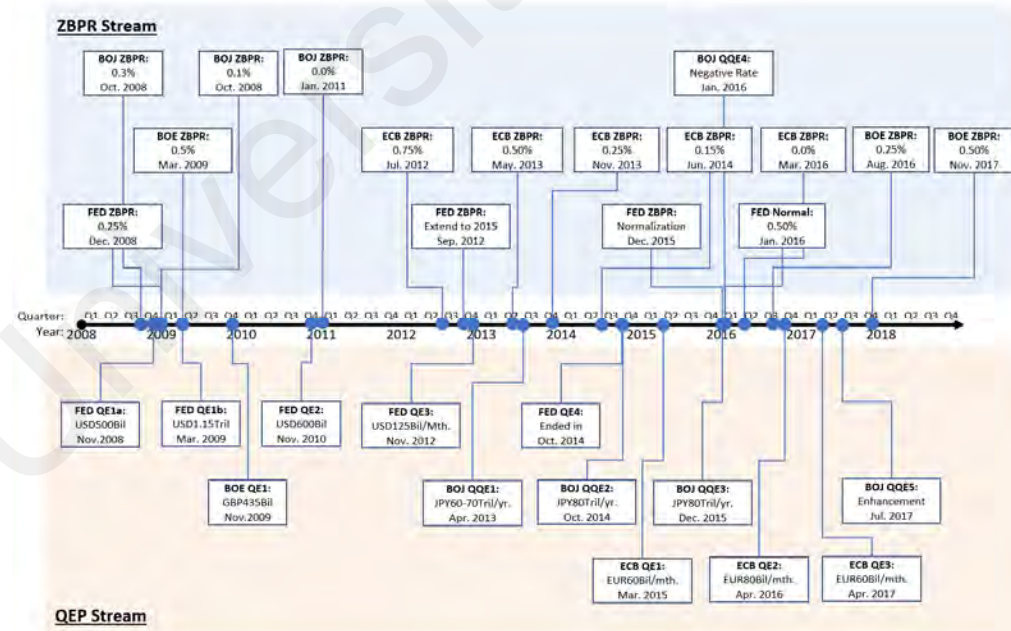 ZBPR Stream
BOJ ZBPR:
0.3%
Oct. 2008
BOJ ZBPR:
0.1%
Oct. 2008
BOJ ZBPR:
0.0%
Jan. 2011
BOJ QQE4:
Negative Rate
Jan. 2016
BOE ZBPR:
0.5%
Mar. 2009
ECB ZBPR:
0.75%
Jul. 2012
ECB ZBPR:
0.50%
May. 2013
ECB ZBPR:
0.25%
Nov. 2013
ECB ZBPR:
0.15%
Jun. 2014
ECB ZBPR:
0.0%
Mar. 2016
BOE ZBPR:
0.25%
Aug. 2016
BOE ZBPR:
0.50%
Nov. 2017
FED ZBPR:
0.25%
Dec. 2008
FED ZBPR:
Extend to 2015
Sep. 2012
FED ZBPR:
Normalization
Dec. 2015
FED Normal:
0.50%
Jan. 2016
Quarter: Q1 Q2 Q3 Q4 Q1 Q2 Q3 Q4 Q1 Q2 Q3 Q4 Q1 Q2 Q3 Q4 Q1 Q2 Q3 Q4 Q1 Q2 Q3 Q4 Q1 Q2 Q3 Q4 Q1 Q2 Q3 Q4 Q1 Q2 Q3 Q4 Q1 Q2 Q3 Q4 Q1 Q2 Q3 Q4
Year: 2008 2009 2010 2011 2012 2013 2014 2015 2016 2017 2018
FED QE1a:
USD500Bil
Nov.2008
FED QE1b:
USD1.15Tril
Mar. 2009
FED QE2:
USD600Bil
Nov. 2010
FED QE3:
USD125Bil/Mth.
Nov. 2012
FED QE4:
Ended in
Oct. 2014
BOE QE1:
GBP435Bil
Nov.2009
BOJ QQE1:
JPY60-70Tril/yr.
Apr. 2013
BOJ QQE2:
JPY80Tril/yr.
Oct. 2014
BOJ QQE3:
JPY80Tril/yr.
Dec. 2015
BOJ QQE5:
Enhancement
Jul. 2017
ECB QE1:
EUR60Bil/mth.
Mar. 2015
ECB QE2:
EUR80Bil/mth.
Apr. 2016
ECB QE3:
EUR60Bil/mth.
Apr. 2017
QEP Stream